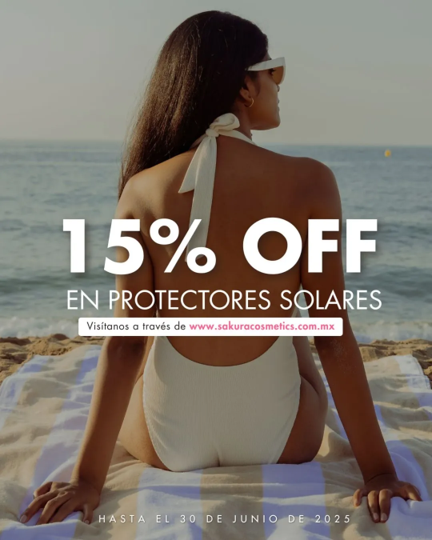 15% OFF
EN PROTECTORES SOLARES
Visítanos a través de www.sakuracosmetics.com.mx
HASTA EL 30 DE JUNIO DE 2025